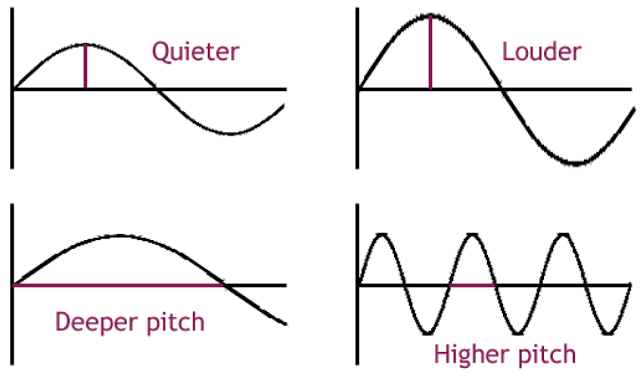 Quieter
Louder
Deeper pitch
Higher pitch